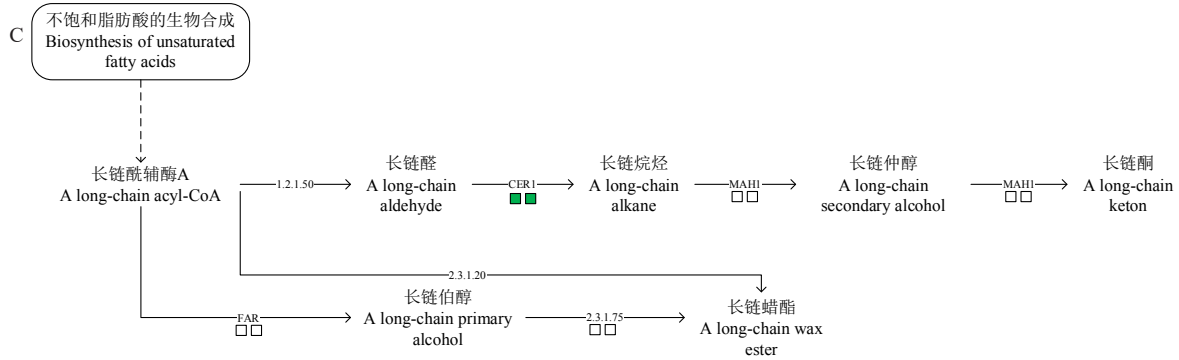 C
不饱和脂肪酸的生物合成
Biosynthesis of unsaturated
fatty acids
长链酰辅酶A
A long-chain acyl-CoA
1.2.1.50
长链醛
A long-chain
aldehyde
CER1
长链烷烃
A long-chain
alkane
MAH1
长链仲醇
A long-chain
secondary alcohol
MAH1
长链酮
A long-chain
keton
2.3.1.20
FAR
长链伯醇
A long-chain primary
alcohol
2.3.1.75
长链蜡酯
A long-chain wax
ester